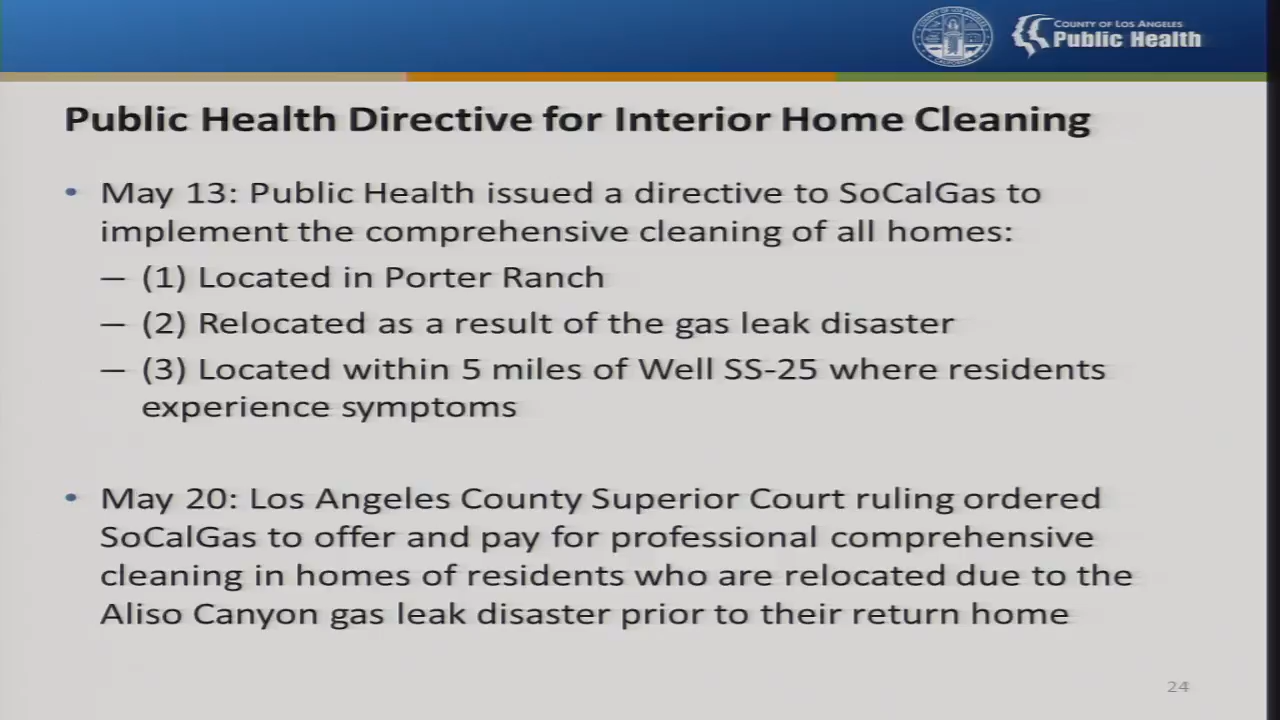 COUNTY OF LOS ANGELES
Public Health
Public Health Directive for Interior Home Cleaning
• May 13: Public Health issued a directive to SoCalGas to
implement the comprehensive cleaning of all homes:
– (1) Located in Porter Ranch
– (2) Relocated as a result of the gas leak disaster
– (3) Located within 5 miles of Well SS-25 where residents
experience symptoms
• May 20: Los Angeles County Superior Court ruling ordered
SoCalGas to offer and pay for professional comprehensive
cleaning in homes of residents who are relocated due to the
Aliso Canyon gas leak disaster prior to their return home
24